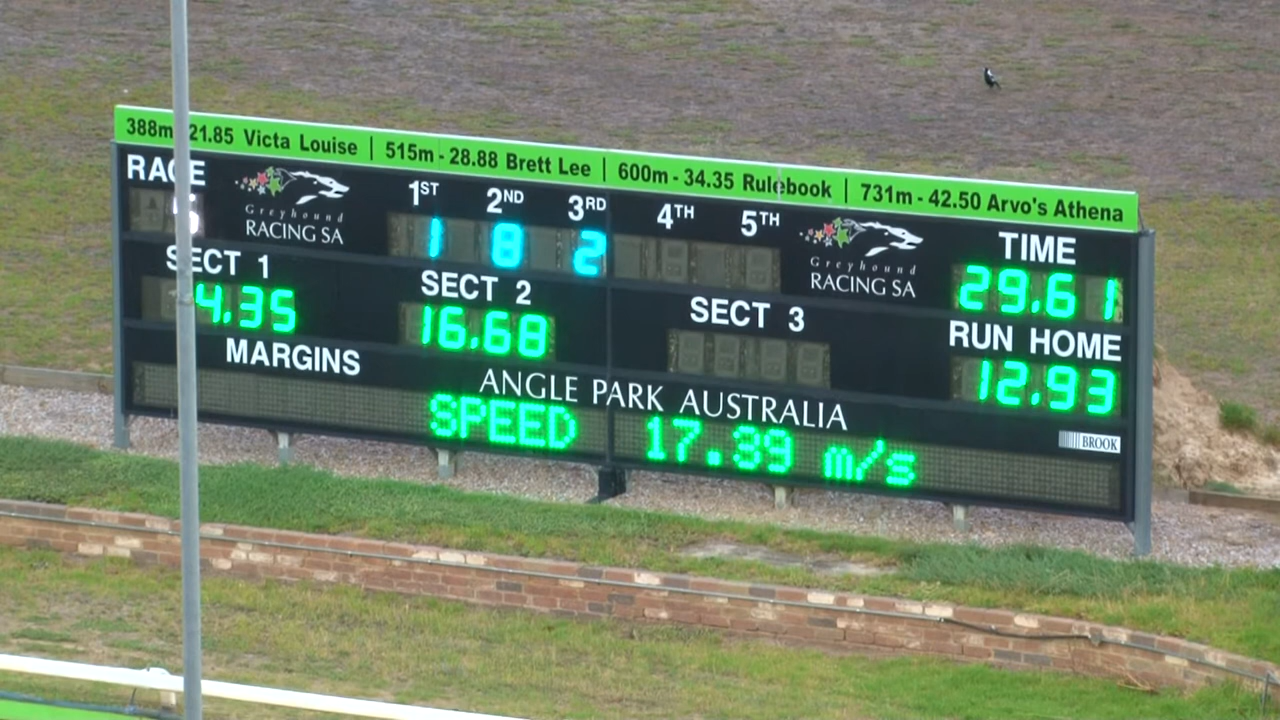 388m - 21.85 Victa Louise | 515m - 28.88 Brett Lee | 600m - 34.35 Rulebook | 731m - 42.50 Arvo's Athena
RACE 1ST 2ND 3RD 4TH 5TH TIME
5 Greyhound RACING SA 1 8 2 Greyhound RACING SA 29.61
SECT 1 SECT 2 SECT 3 RUN HOME
4.35 16.68 12.93
MARGINS ANGLE PARK AUSTRALIA
BROOK
SPEED 17.39 m/s